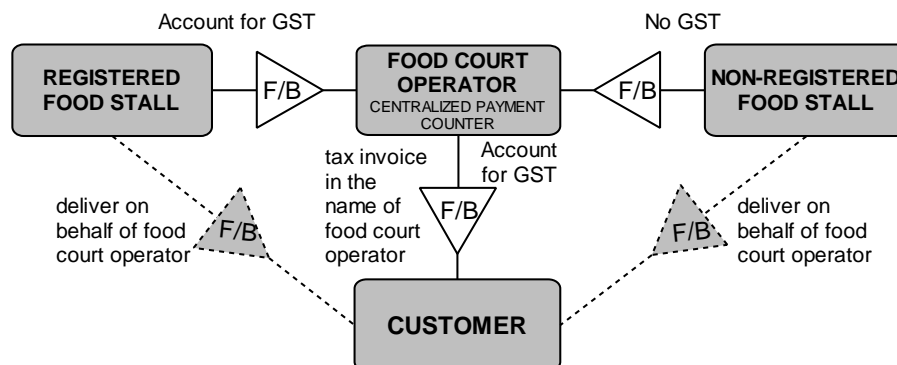 Account for GST
No GST
REGISTERED
FOOD STALL
F/B
FOOD COURT
OPERATOR
CENTRALIZED PAYMENT
COUNTER
F/B
NON-REGISTERED
FOOD STALL
tax invoice
in the
name of
food court
operator
Account
for GST
F/B
deliver on
behalf of food
court operator
F/B
F/B
deliver on
behalf of food
court operator
CUSTOMER